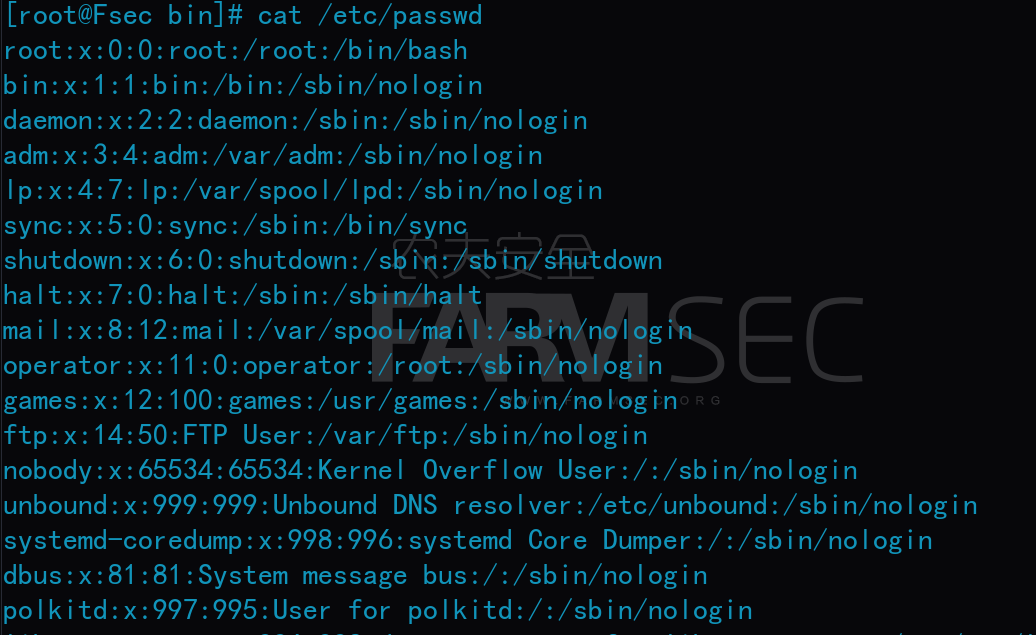 [root@Fsec bin]# cat /etc/passwd
root:x:0:0:root:/root:/bin/bash
bin:x:1:1:bin:/bin:/sbin/nologin
daemon:x:2:2:daemon:/sbin:/sbin/nologin
adm:x:3:4:adm:/var/adm:/sbin/nologin
lp:x:4:7:lp:/var/spool/lpd:/sbin/nologin
sync:x:5:0:sync:/sbin:/bin/sync
农夫安全
shutdown:x:6:0:shutdown:/sbin:/sbin/shutdown
halt:x:7:0:halt:/sbin:/sbin/halt
FARMSEC
mail:x:8:12:mail:/var/spool/mail:/sbin/nologin
operator:x:11:0:operator:/root:/sbin/nologin
games:x:12:100:games:/usr/games:/sbin/nologin
ftp:x:14:50:FTP User:/var/ftp:/sbin/nologin
nobody:x:65534:65534:Kernel Overflow User:/:/sbin/nologin
unbound:x:999:999:Unbound DNS resolver:/etc/unbound:/sbin/nologin
systemd-coredump:x:998:996:systemd Core Dumper:/:/sbin/nologin
dbus:x:81:81:System message bus:/:/sbin/nologin
polkitd:x:997:995:User for polkitd:/:/sbin/nologin